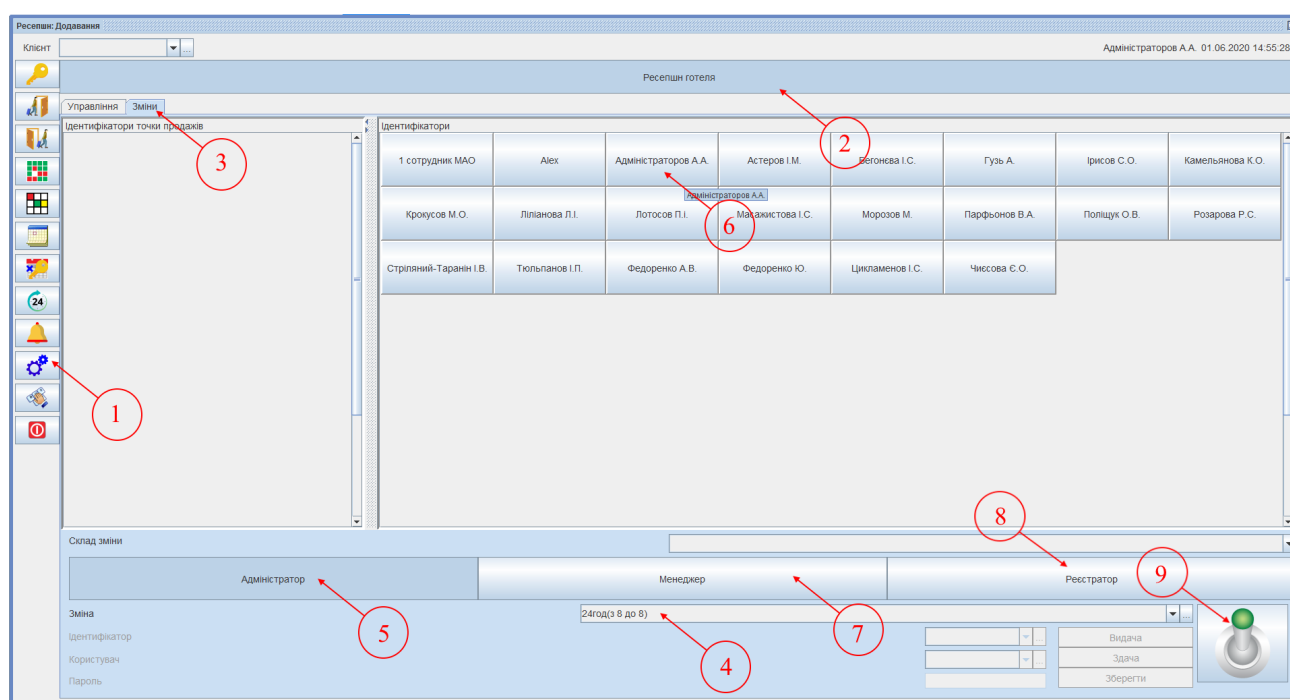 Ресепшн: Додавання
Клієнт
...
Адміністраторов А.А. 01.06.2020 14:55:28
Ресепшн готеля
Управління Зміни
Ідентифікатори точки продажів
Ідентифікатори
1 сотрудник МАО Alex Адміністраторов А.А. Астеров І.М. Бегонєва І.С. Гузь А. Ірисов С.О. Камельянова К.О.
Адміністраторов А.А.
Крокусов М.О. Ліліанова Л.І. Лотосов П.і. Масажистова І.С. Морозов М. Парфьонов В.А. Поліщук О.В. Розарова Р.С.
Стріляний-Таранін І.В. Тюльпанов І.П. Федоренко А.В. Федоренко Ю. Цикламенов І.С. Чиєсова Є.О.
24
1
2
3
6
Склад зміни
8
Адміністратор Менеджер Реєстратор
9
Зміна 24год(з 8 до 8) ...
5
7
4
Ідентифікатор ... Видача
Користувач ... Здача
Пароль Зберегти